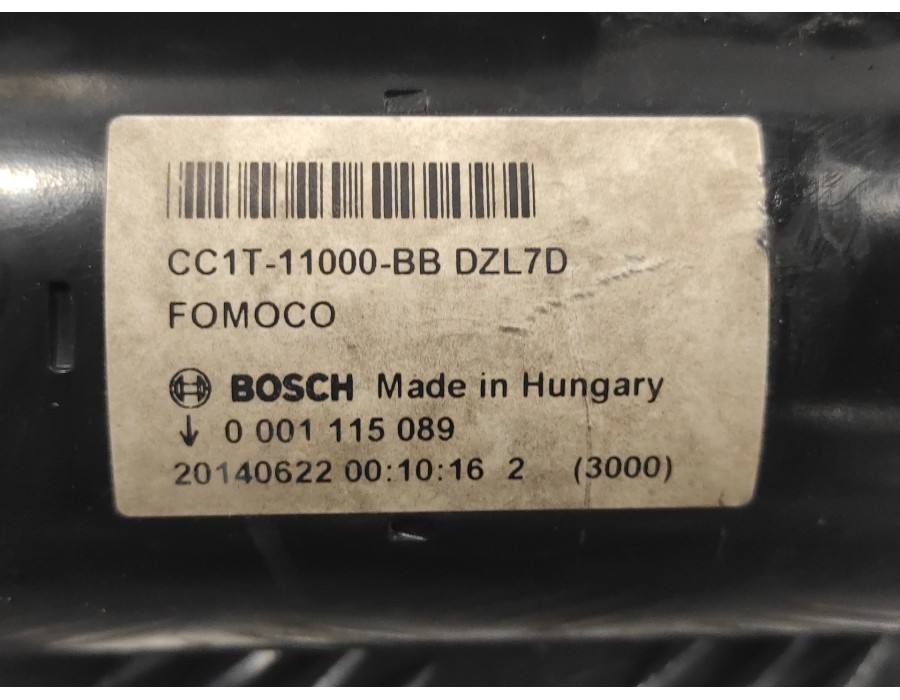 CC1T-11000-BB DZL7D
FOMOCO
BOSCH Made in Hungary
↓ 0 001 115 089
20140622 00:10:16 2 (3000)